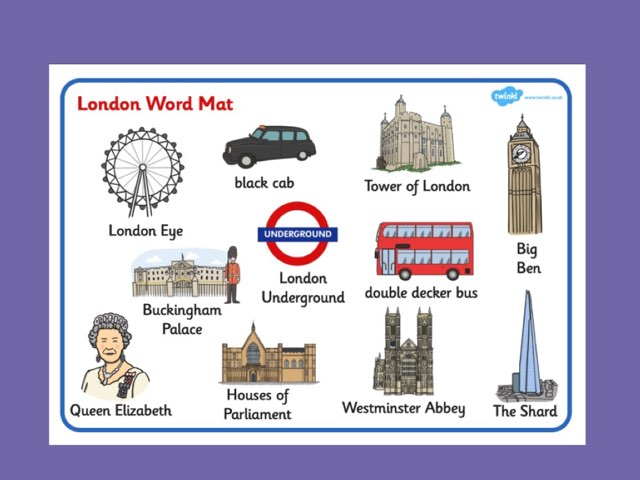 London Word Mat
twinkl www.twinkl.co.uk
black cab
Tower of London
London Eye
UNDERGROUND
London
Underground
double decker bus
Big
Ben
Buckingham
Palace
Queen Elizabeth
Houses of
Parliament
Westminster Abbey
The Shard